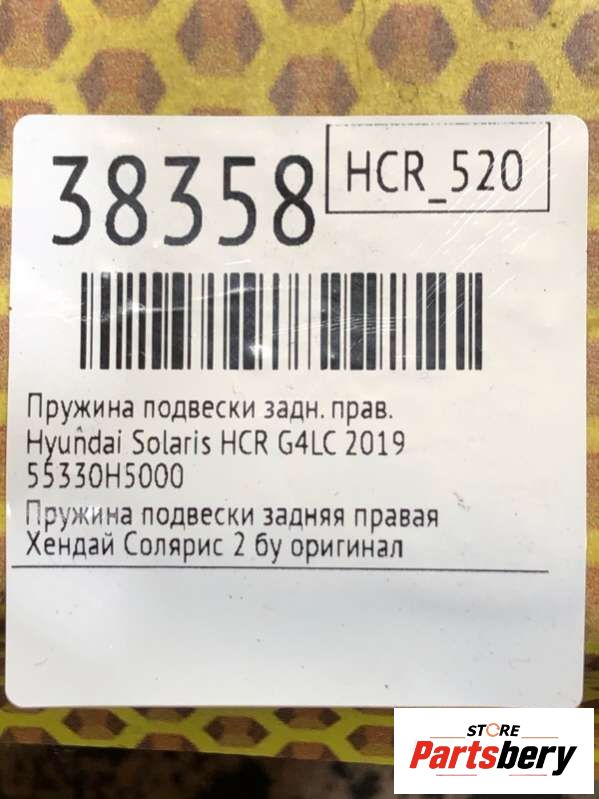 38358
HCR_520
Пружина подвески задн. прав.
Hyundai Solaris HCR G4LC 2019
55330H5000
Пружина подвески задняя правая
Хендай Солярис 2 бу оригинал
STORE
Partsbery